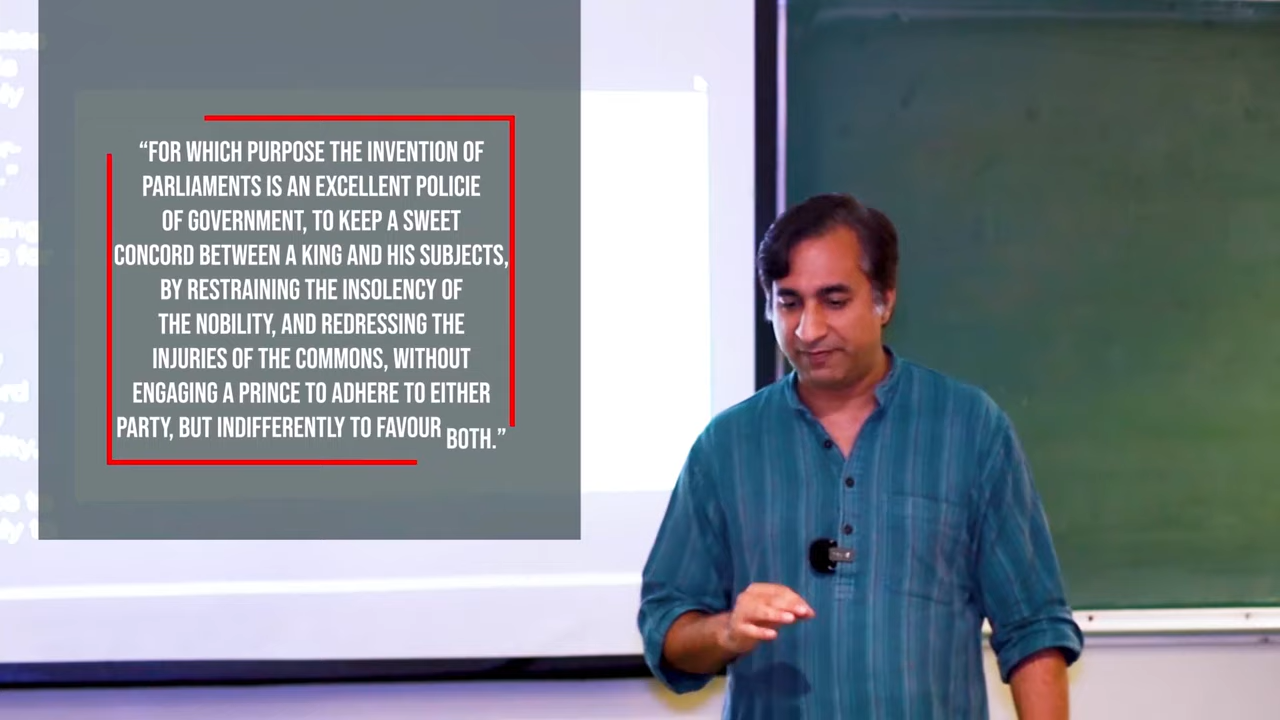 “FOR WHICH PURPOSE THE INVENTION OF
PARLIAMENTS IS AN EXCELLENT POLICIE
OF GOVERNMENT, TO KEEP A SWEET
CONCORD BETWEEN A KING AND HIS SUBJECTS,
BY RESTRAINING THE INSOLENCY OF
THE NOBILITY, AND REDRESSING THE
INJURIES OF THE COMMONS, WITHOUT
ENGAGING A PRINCE TO ADHERE TO EITHER
PARTY, BUT INDIFFERENTLY TO FAVOUR BOTH.”